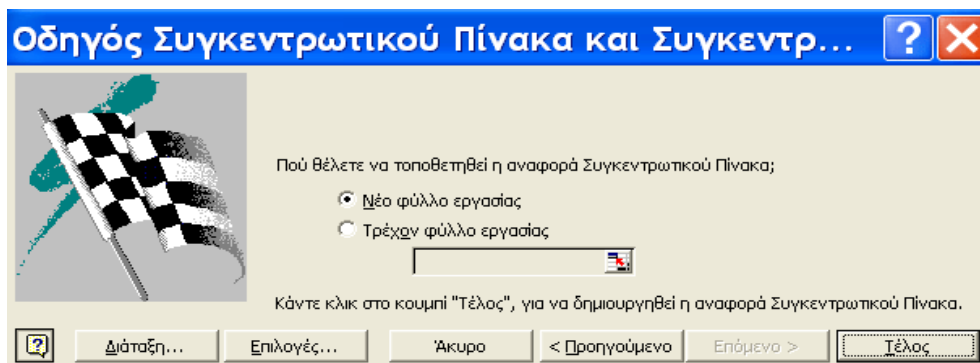 Οδηγός Συγκεντρωτικού Πίνακα και Συγκεντρ...
Πού θέλετε να τοποθετηθεί η αναφορά Συγκεντρωτικού Πίνακα;
Νέο φύλλο εργασίας
Τρέχον φύλλο εργασίας
Κάντε κλικ στο κουμπί "Τέλος", για να δημιουργηθεί η αναφορά Συγκεντρωτικού Πίνακα.
Διάταξη... Επιλογές... Άκυρο < Προηγούμενο Επόμενο > Τέλος